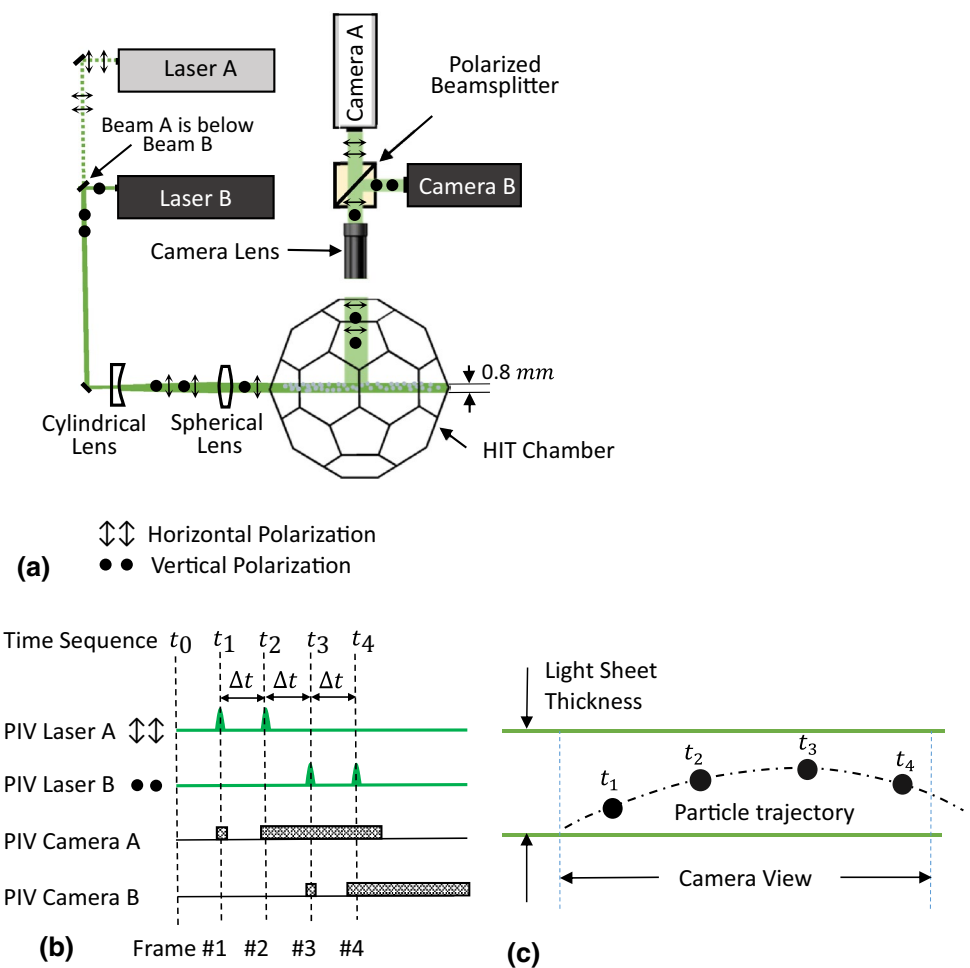 Laser A
Camera A
Polarized
Beamsplitter
Beam A is below
Beam B
Laser B
Camera B
Camera Lens
0.8 mm
Cylindrical
Lens
Spherical
Lens
HIT Chamber
Horizontal Polarization
(a)
Vertical Polarization
Time Sequence t0 t1 t2 t3 t4
Δt Δt Δt
PIV Laser A
PIV Laser B
PIV Camera A
PIV Camera B
(b)
Frame #1 #2 #3 #4
Light Sheet
Thickness
t1 t2 t3 t4
Particle trajectory
Camera View
(c)